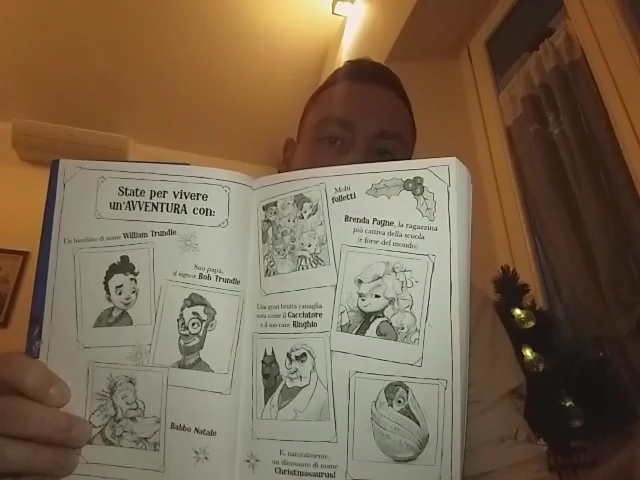 State per vivere
un'AVVENTURA con:
Un bambino di nome William Trundle
Suo papà,
il signor Bob Trundle
Babbo Natale
Molti
folletti
Brenda Payne, la ragazzina
più cattiva della scuola
(e forse del mondo)
Una gran brutta canaglia
nota come il Cacciatore
e il suo cane Ringhio
E, naturalmente,
un dinosauro di nome
Christmasaurus!